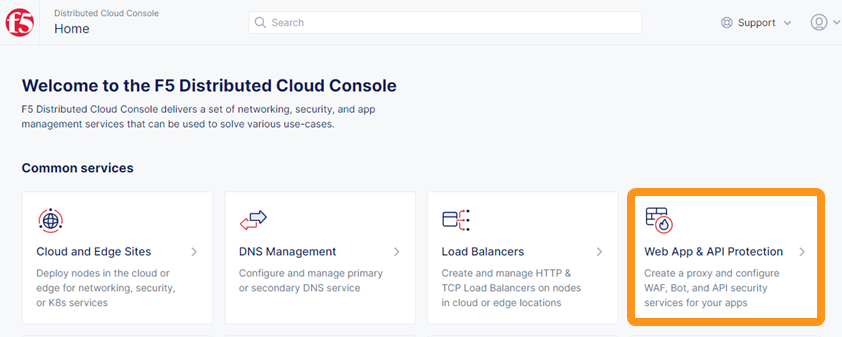 f5
Distributed Cloud Console
Home
Search
Support
Welcome to the F5 Distributed Cloud Console
F5 Distributed Cloud Console delivers a set of networking, security, and app
management services that can be used to solve various use-cases.
Common services
Cloud and Edge Sites
Deploy nodes in the cloud or
edge for networking, security,
or K8s services
DNS Management
Configure and manage primary
or secondary DNS service
Load Balancers
Create and manage HTTP &
TCP Load Balancers on nodes
in cloud or edge locations
Web App & API Protection
Create a proxy and configure
WAF, Bot, and API security
services for your apps